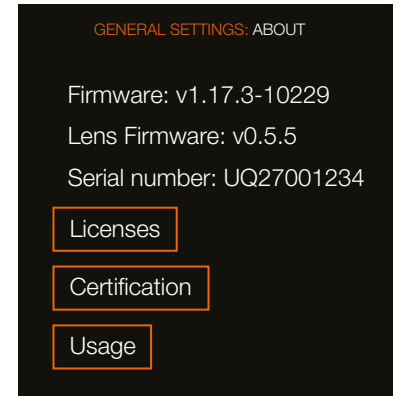 GENERAL SETTINGS: ABOUT
Firmware: v1.17.3-10229
Lens Firmware: v0.5.5
Serial number: UQ27001234
Licenses
Certification
Usage